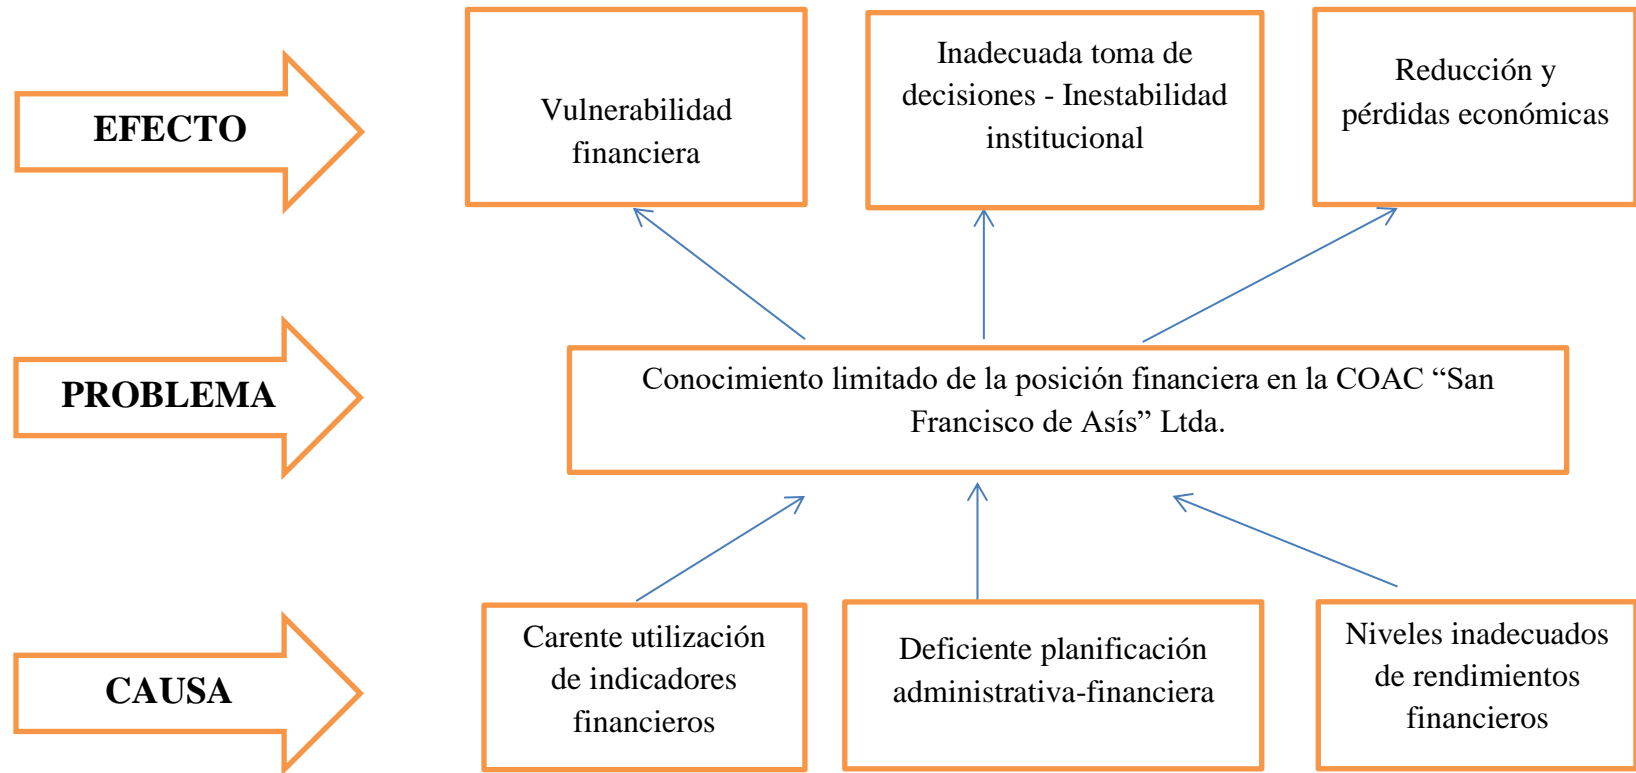 EFECTO
Vulnerabilidad
financiera
Inadecuada toma de
decisiones - Inestabilidad
institucional
Reducción y
pérdidas económicas
PROBLEMA
Conocimiento limitado de la posición financiera en la COAC “San
Francisco de Asís” Ltda.
CAUSA
Carente utilización
de indicadores
financieros
Deficiente planificación
administrativa-financiera
Niveles inadecuados
de rendimientos
financieros